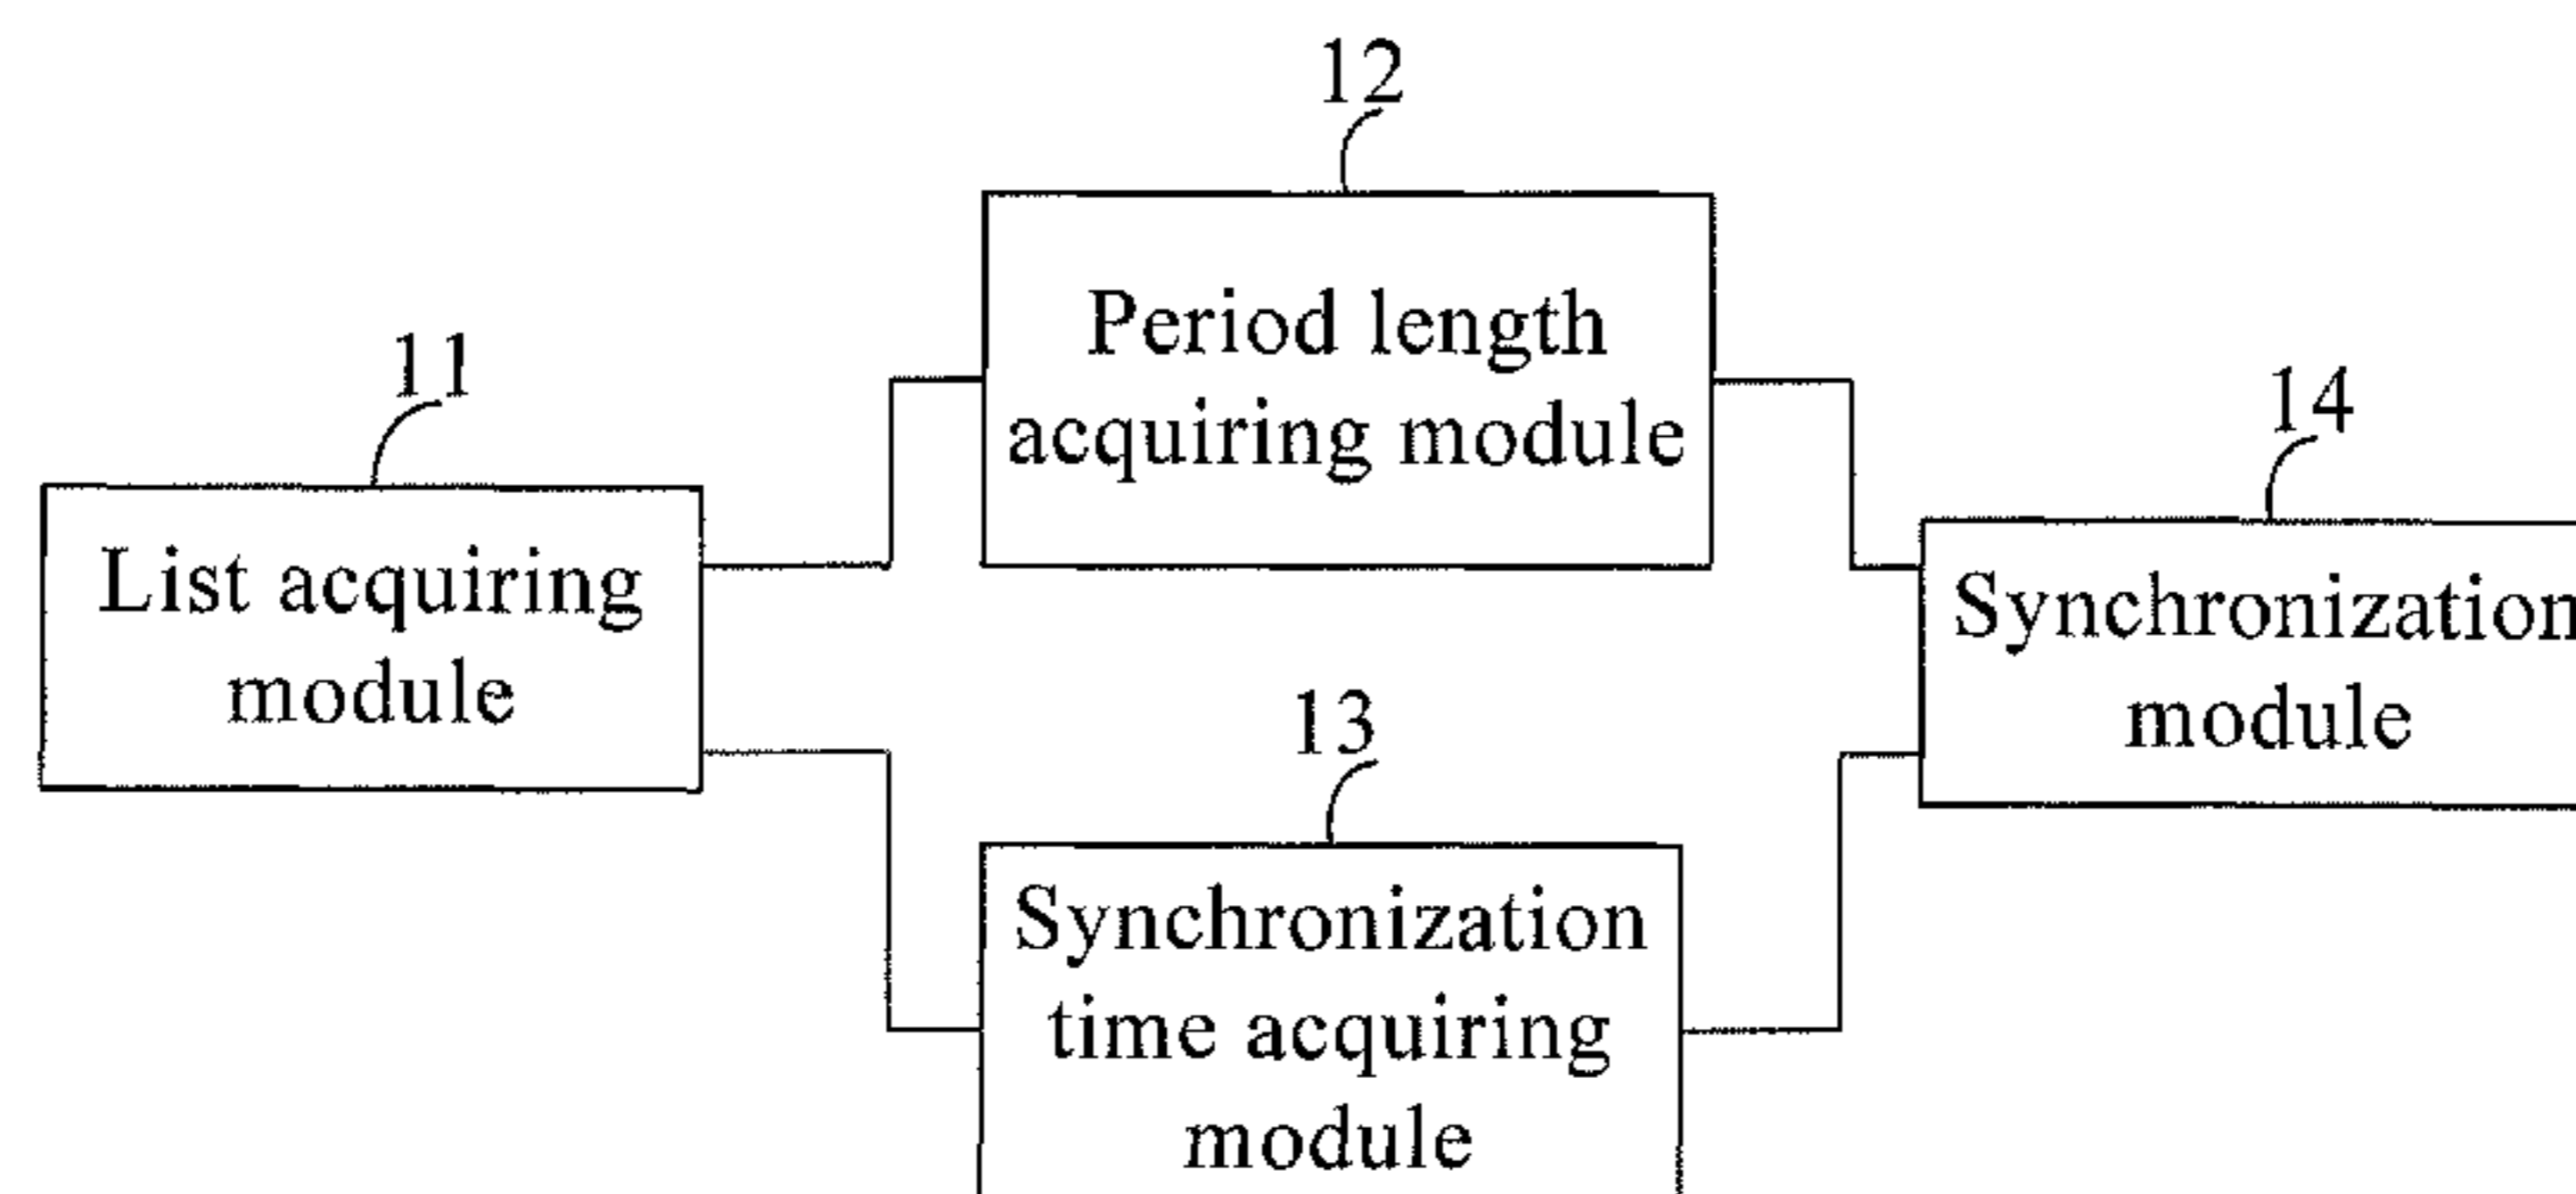 12
Period length
acquiring module
11
List acquiring
module
14
Synchronization
module
13
Synchronization
time acquiring
module